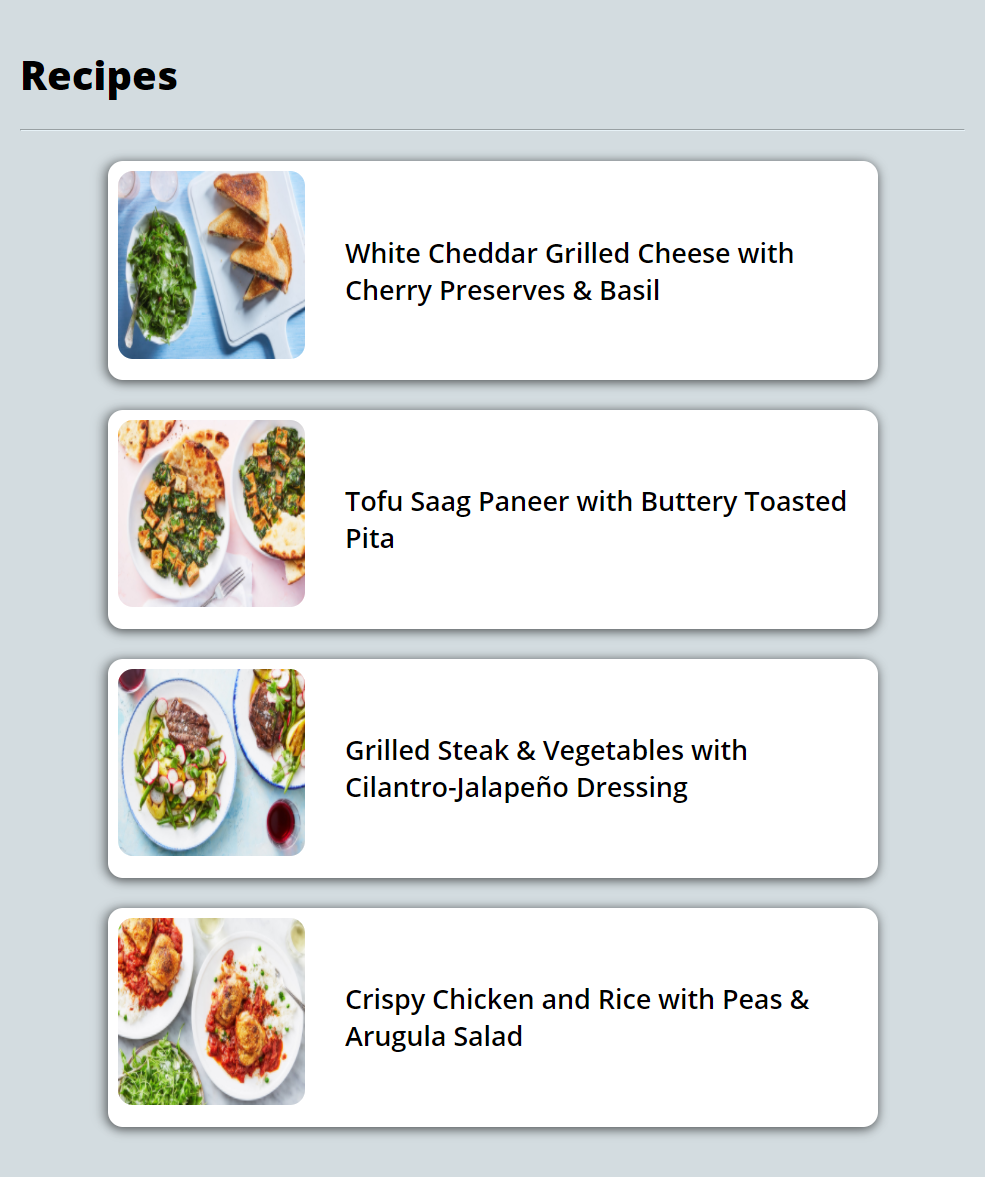 Recipes
White Cheddar Grilled Cheese with
Cherry Preserves & Basil
Tofu Saag Paneer with Buttery Toasted
Pita
Grilled Steak & Vegetables with
Cilantro-Jalapeño Dressing
Crispy Chicken and Rice with Peas &
Arugula Salad